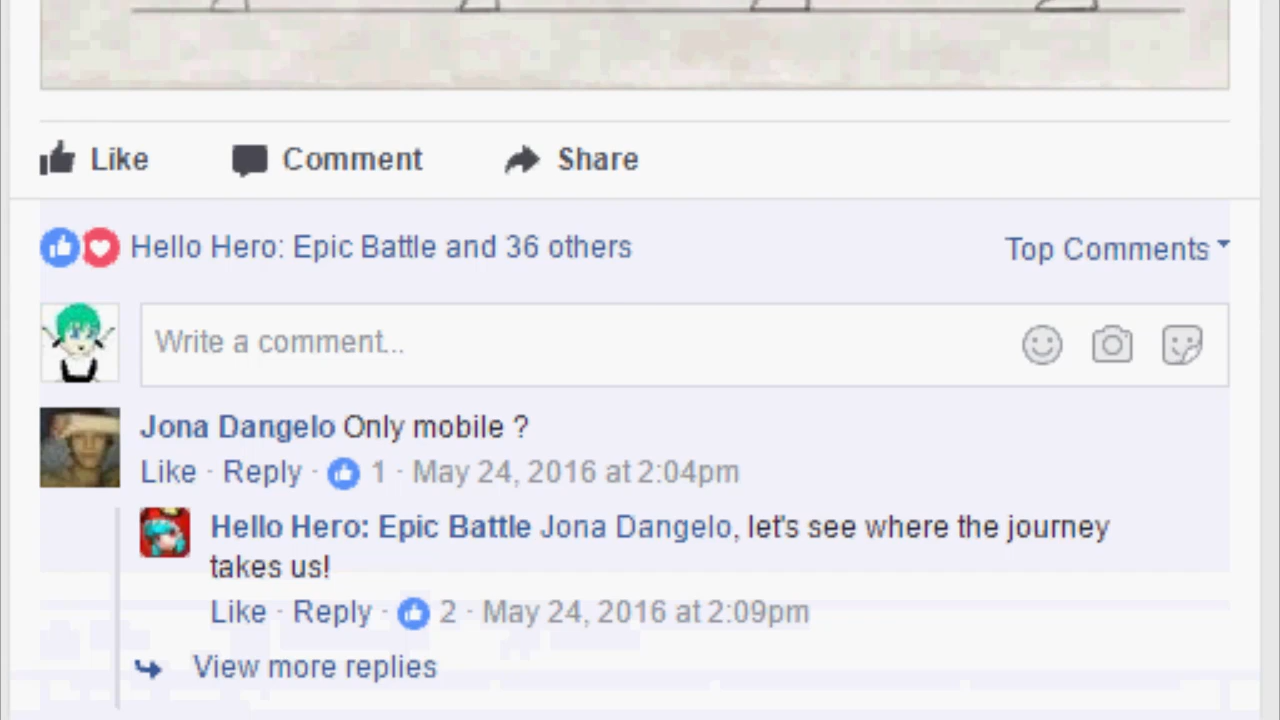 Like Comment Share
Hello Hero: Epic Battle and 36 others Top Comments
Write a comment...
Jona Dangelo Only mobile ?
Like · Reply · 1 · May 24, 2016 at 2:04pm
Hello Hero: Epic Battle Jona Dangelo, let's see where the journey
takes us!
Like · Reply · 2 · May 24, 2016 at 2:09pm
View more replies